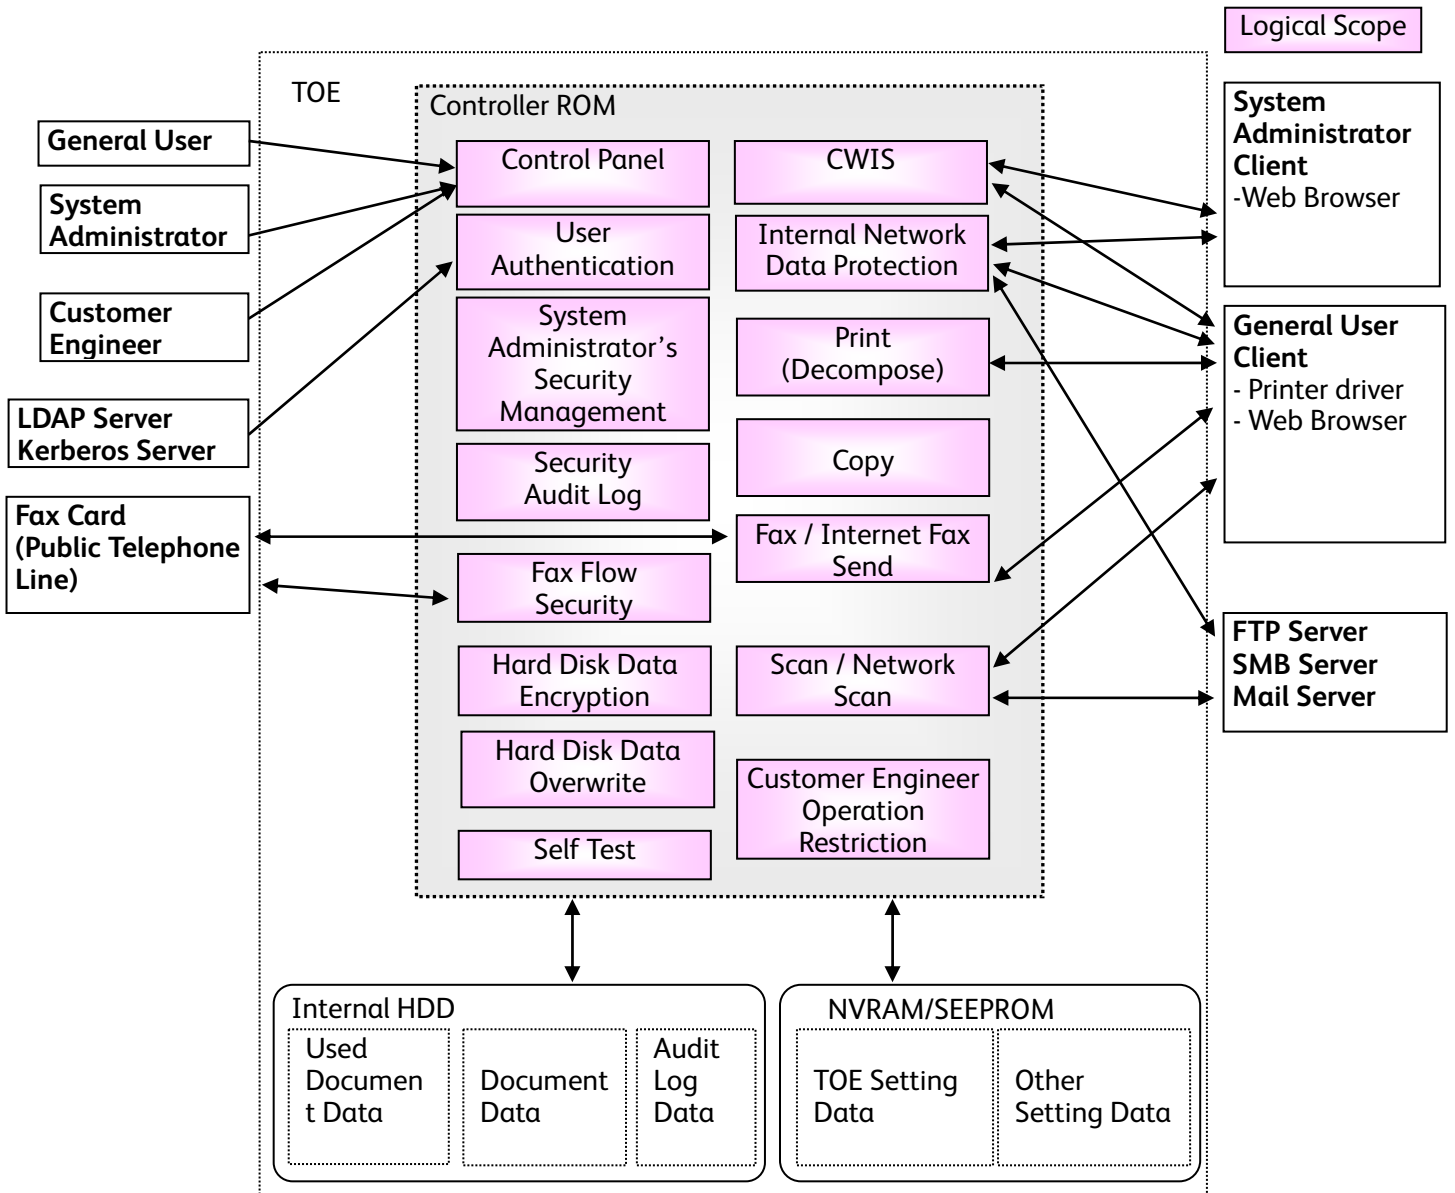 Logical Scope
TOE
Controller ROM
General User
System
Administrator
Customer
Engineer
LDAP Server
Kerberos Server
Fax Card
(Public Telephone
Line)
Control Panel
User
Authentication
System
Administrator’s
Security
Management
Security
Audit Log
Fax Flow
Security
Hard Disk Data
Encryption
Hard Disk Data
Overwrite
Self Test
CWIS
Internal Network
Data Protection
Print
(Decompose)
Copy
Fax / Internet Fax
Send
Scan / Network
Scan
Customer Engineer
Operation
Restriction
System
Administrator
Client
-Web Browser
General User
Client
- Printer driver
- Web Browser
FTP Server
SMB Server
Mail Server
Internal HDD
Used
Documen
t Data
Document
Data
Audit
Log
Data
NVRAM/SEEPROM
TOE Setting
Data
Other
Setting Data